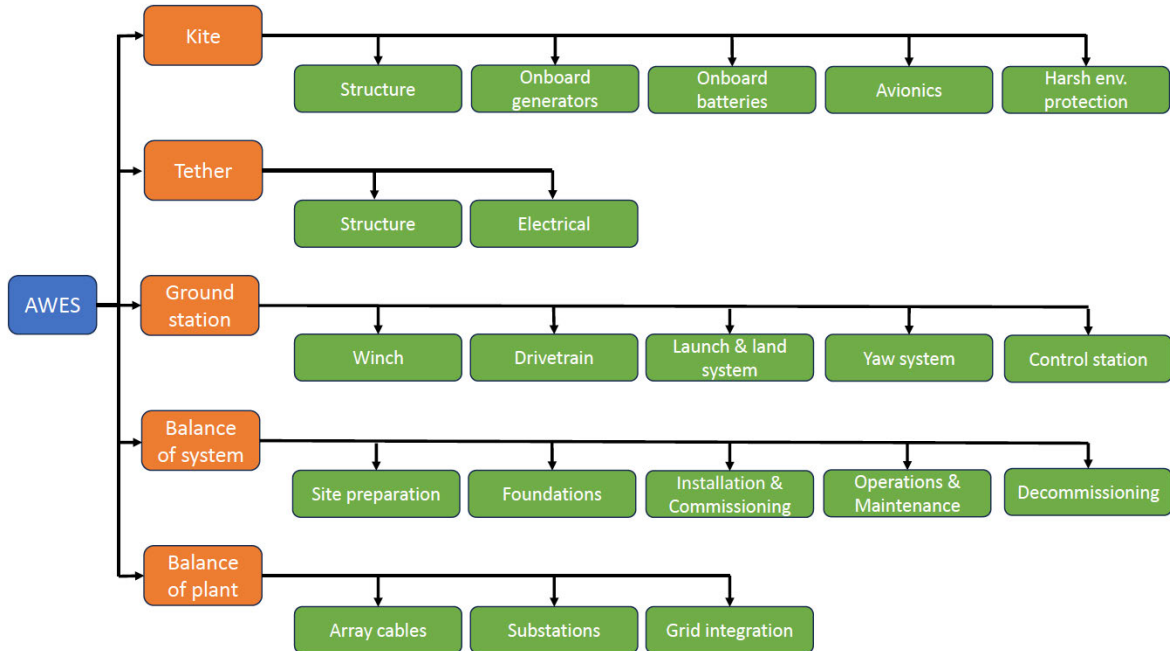 Kite
Structure
Onboard
generators
Onboard
batteries
Avionics
Harsh env.
protection
Tether
Structure
Electrical
AWES
Ground
station
Winch
Drivetrain
Launch & land
system
Yaw system
Control station
Balance
of system
Site preparation
Foundations
Installation &
Commissioning
Operations &
Maintenance
Decommissioning
Balance
of plant
Array cables
Substations
Grid integration